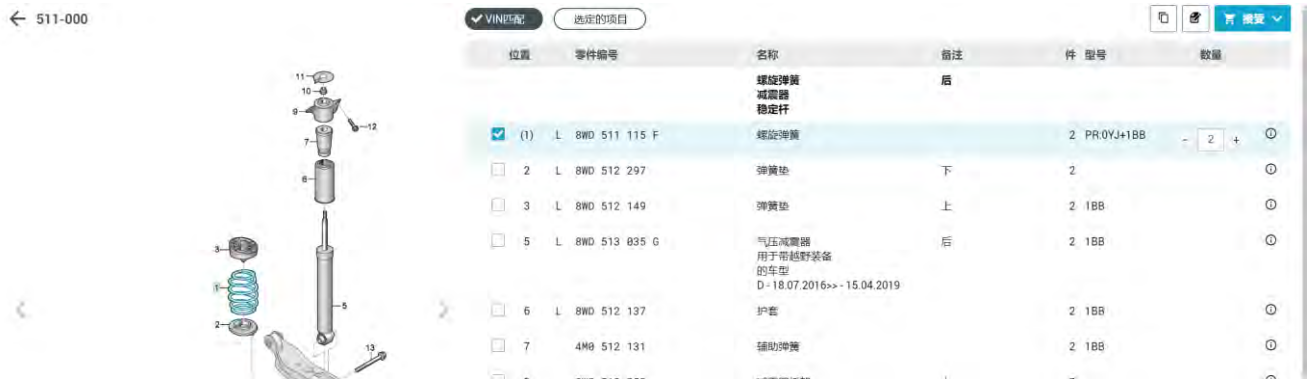 511-000
VIN匹配
选定的项目
接受
位置 零件编号 名称 备注 件 型号 数量
螺旋弹簧 后
减震器
稳定杆
(1) L 8WD 511 115 F 螺旋弹簧 2 PR:0YJ+1BB - 2 +
2 L 8WD 512 297 弹簧垫 下 2
3 L 8WD 512 149 弹簧垫 上 2 1BB
5 L 8WD 513 035 G 气压减震器 后 2 1BB
用于带越野装备
的车型
D - 18.07.2016>> - 15.04.2019
6 L 8WD 512 137 护套 2 1BB
7 4M0 512 131 辅助弹簧 2 1BB
11
10
9
12
7
6
3
1
5
2
13